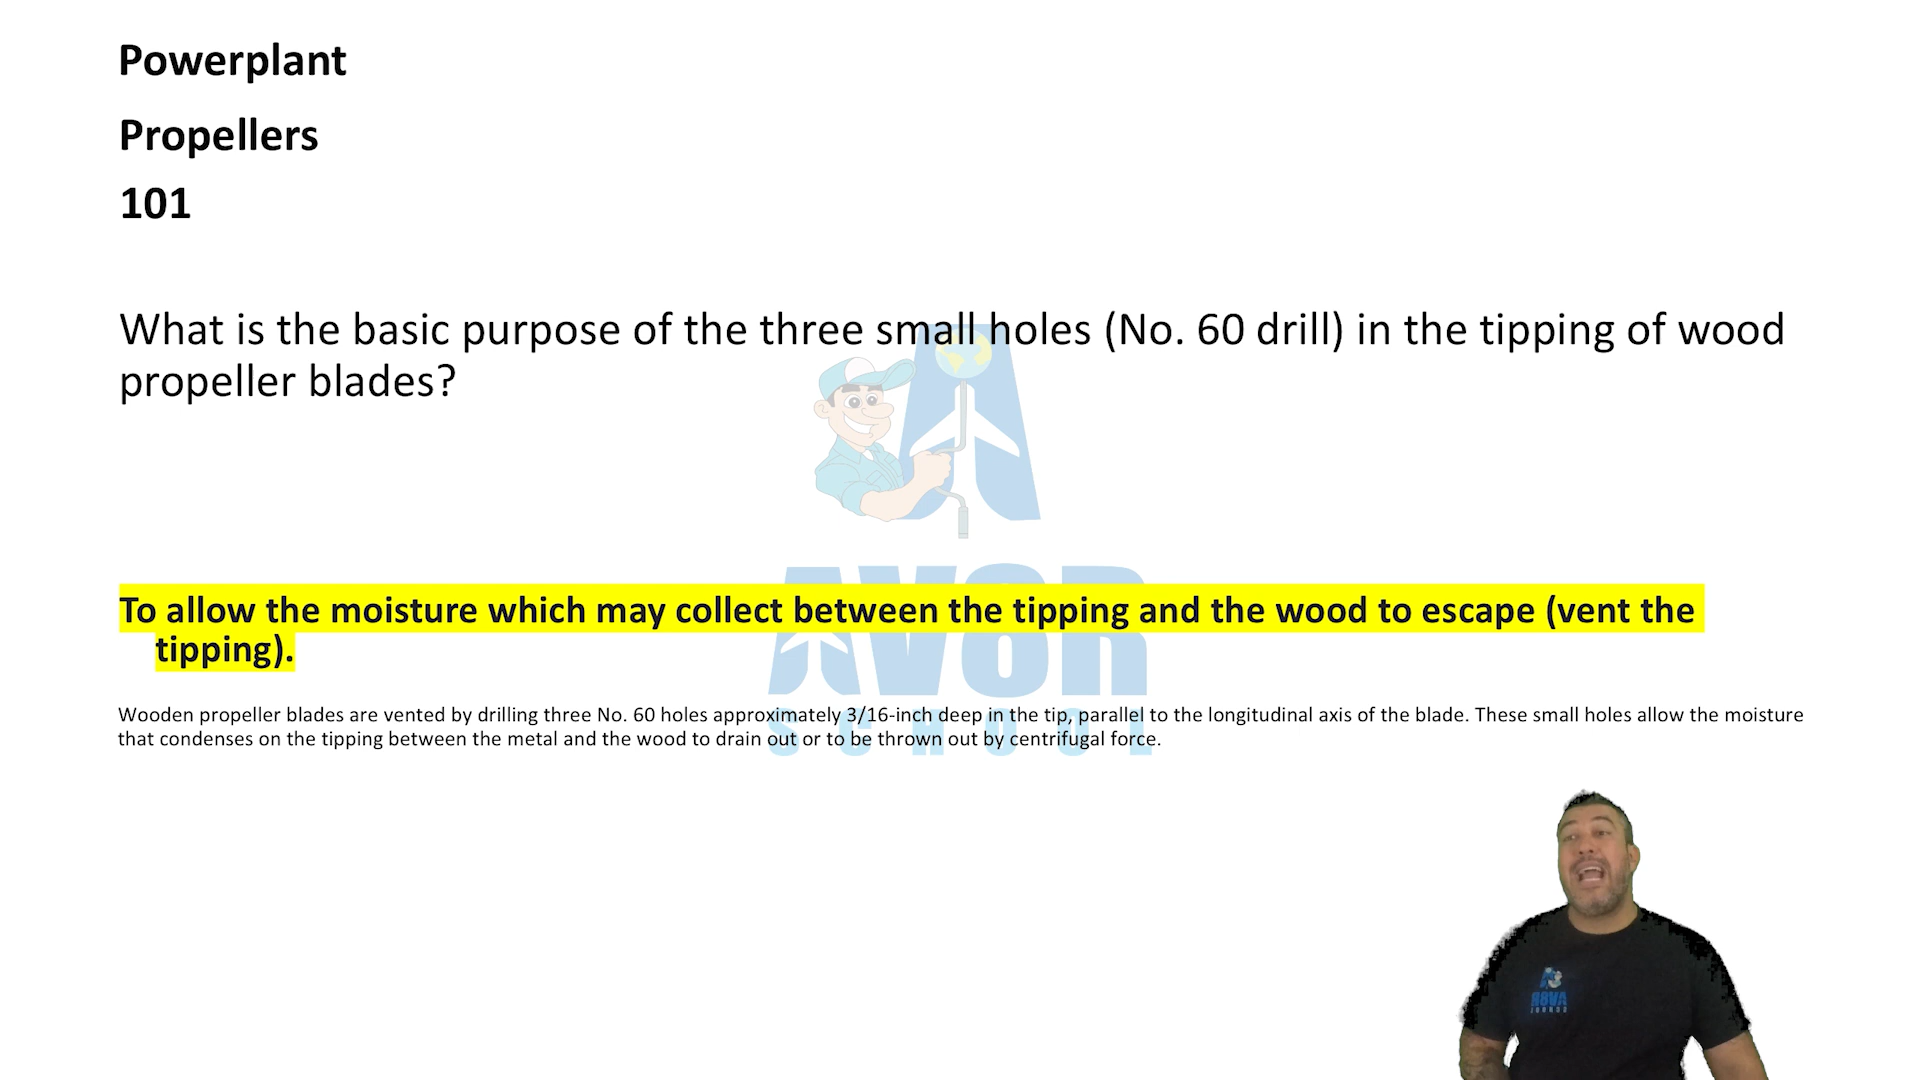 Powerplant
Propellers
101
What is the basic purpose of the three small holes (No. 60 drill) in the tipping of wood
propeller blades?
To allow the moisture which may collect between the tipping and the wood to escape (vent the
tipping).
AV8R
SCHOOL
Wooden propeller blades are vented by drilling three No. 60 holes approximately 3/16-inch deep in the tip, parallel to the longitudinal axis of the blade. These small holes allow the moisture
that condenses on the tipping between the metal and the wood to drain out or to be thrown out by centrifugal force.